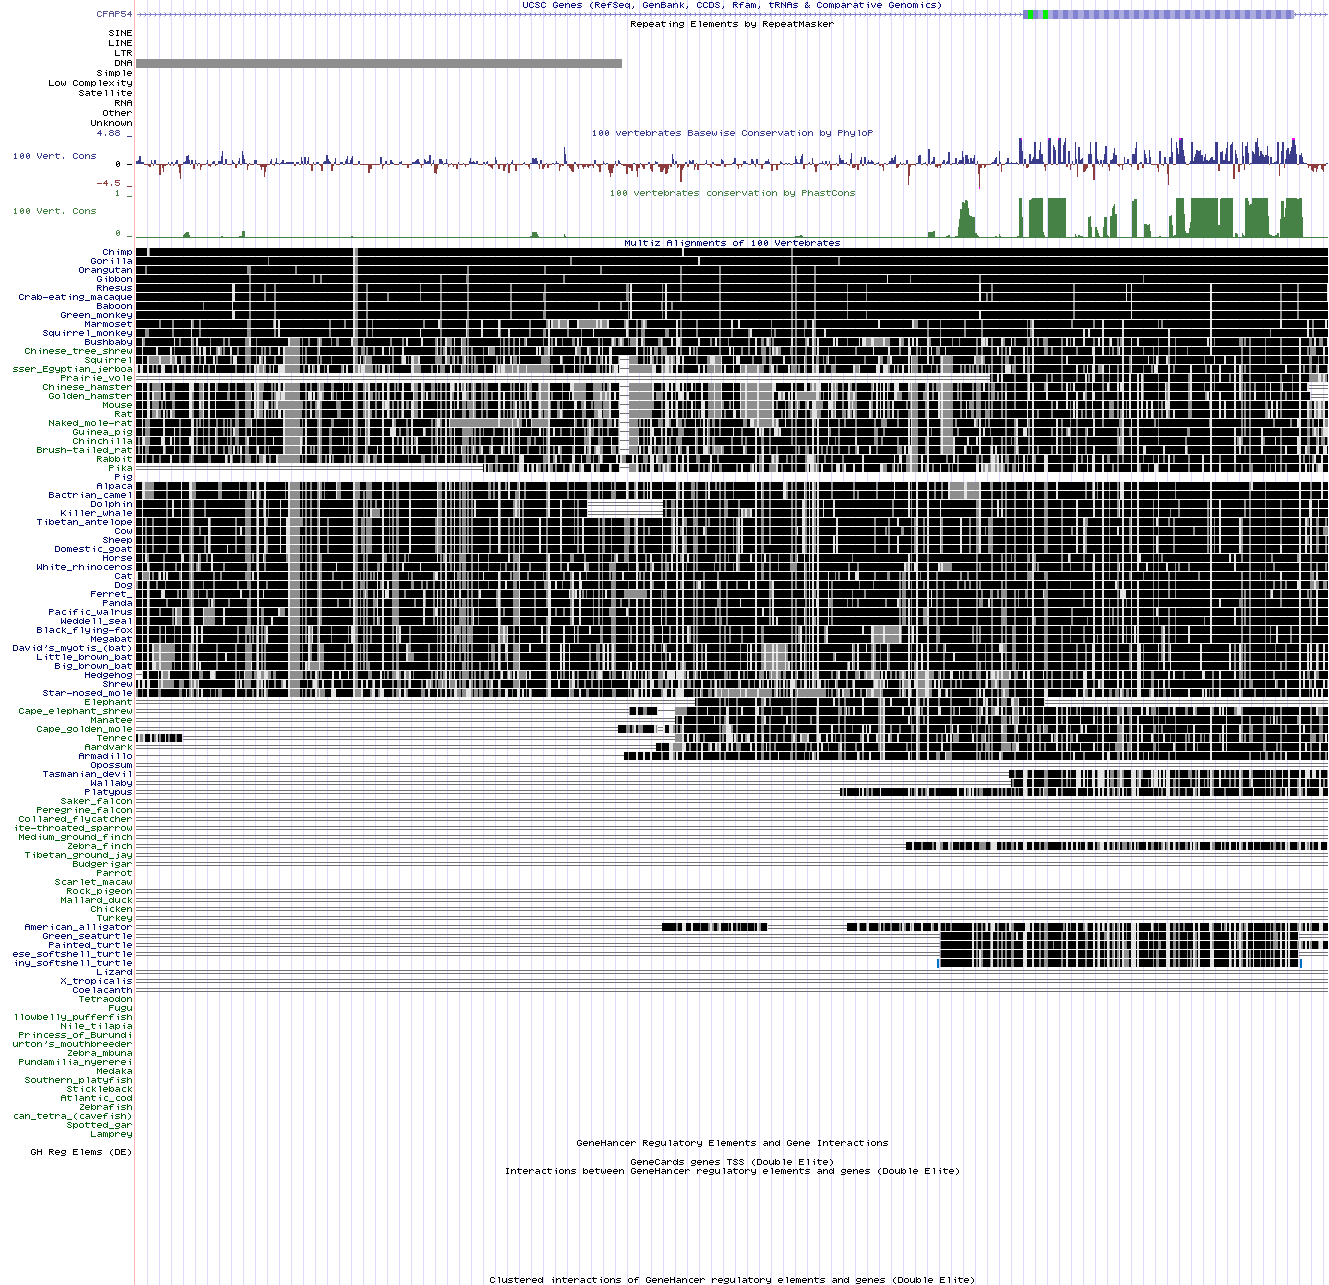 UCSC Genes (RefSeq, GenBank, CCDS, Rfam, tRNAs & Comparative Genomics)
CFAP54
Repeating Elements by RepeatMasker
SINE
LINE
LTR
DNA
Simple
Low Complexity
Satellite
RNA
Other
Unknown
4.88 _
100 vertebrates Basewise Conservation by PhyloP
100 Vert. Cons
0 _
-4.5 _
100 vertebrates conservation by PhastCons
1 _
100 Vert. Cons
0 _
Multiz Alignments of 100 Vertebrates
Chimp
Gorilla
Orangutan
Gibbon
Rhesus
Crab-eating_macaque
Baboon
Green_monkey
Marmoset
Squirrel_monkey
Bushbaby
Chinese_tree_shrew
Squirrel
sser_Egyptian_jerboa
Prairie_vole
Chinese_hamster
Golden_hamster
Mouse
Rat
Naked_mole-rat
Guinea_pig
Chinchilla
Brush-tailed_rat
Rabbit
Pika
Pig
Alpaca
Bactrian_camel
Dolphin
Killer_whale
Tibetan_antelope
Cow
Sheep
Domestic_goat
Horse
White_rhinoceros
Cat
Dog
Ferret_
Panda
Pacific_walrus
Weddell_seal
Black_flying-fox
Megabat
David's_myotis_(bat)
Little_brown_bat
Big_brown_bat
Hedgehog
Shrew
Star-nosed_mole
Elephant
Cape_elephant_shrew
Manatee
Cape_golden_mole
Tenrec
Aardvark
Armadillo
Opossum
Tasmanian_devil
Wallaby
Platypus
Saker_falcon
Peregrine_falcon
Collared_flycatcher
ite-throated_sparrow
Medium_ground_finch
Zebra_finch
Tibetan_ground_jay
Budgerigar
Parrot
Scarlet_macaw
Rock_pigeon
Mallard_duck
Chicken
Turkey
American_alligator
Green_seaturtle
Painted_turtle
ese_softshell_turtle
iny_softshell_turtle
Lizard
X_tropicalis
Coelacanth
Tetraodon
Fugu
llowbelly_pufferfish
Nile_tilapia
Princess_of_Burundi
urton's_mouthbreeder
Zebra_mbuna
Pundamilia_nyererei
Medaka
Southern_platyfish
Stickleback
Atlantic_cod
Zebrafish
can_tetra_(cavefish)
Spotted_gar
Lamprey
GeneHancer Regulatory Elements and Gene Interactions
GH Reg Elems (DE)
GeneCards genes TSS (Double Elite)
Interactions between GeneHancer regulatory elements and genes (Double Elite)
Clustered interactions of GeneHancer regulatory elements and genes (Double Elite)